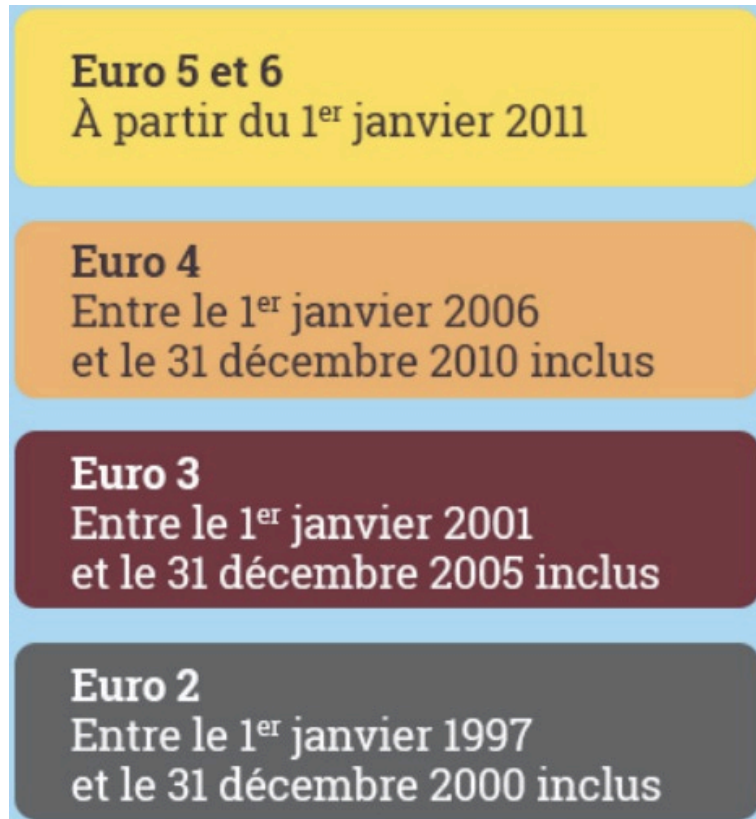 Euro 5 et 6
À partir du 1er janvier 2011
Euro 4
Entre le 1er janvier 2006
et le 31 décembre 2010 inclus
Euro 3
Entre le 1er janvier 2001
et le 31 décembre 2005 inclus
Euro 2
Entre le 1er janvier 1997
et le 31 décembre 2000 inclus